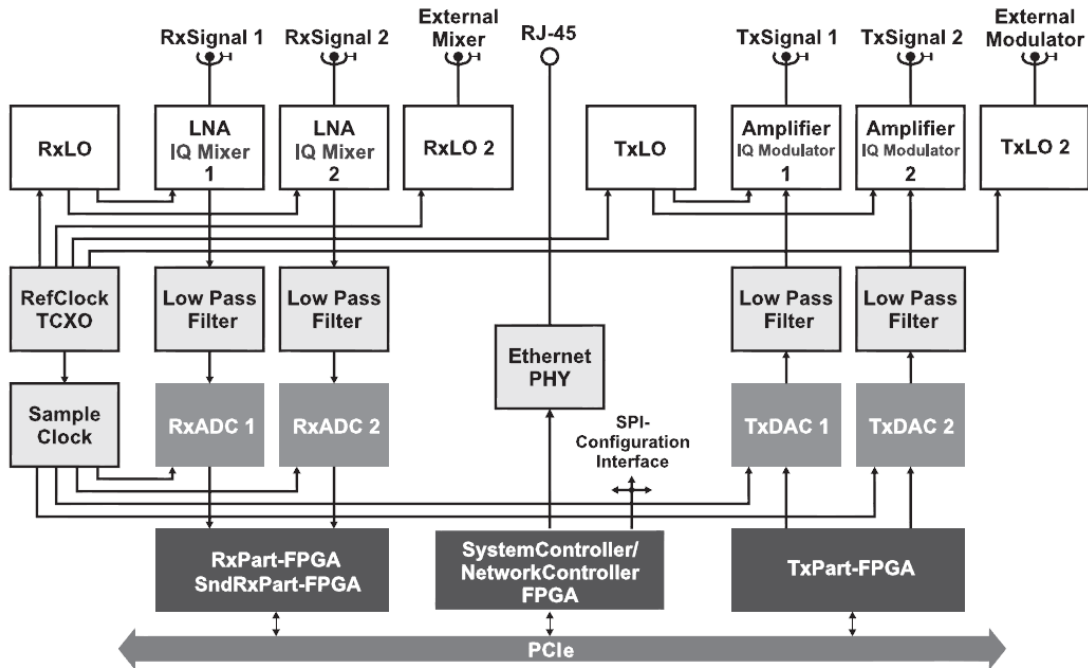 RxSignal 1
RxSignal 2
External
Mixer
RJ-45
TxSignal 1
TxSignal 2
External
Modulator
RxLO
LNA
IQ Mixer
1
LNA
IQ Mixer
2
RxLO 2
TxLO
Amplifier
IQ Modulator
1
Amplifier
IQ Modulator
2
TxLO 2
RefClock
TCXO
Low Pass
Filter
Low Pass
Filter
Ethernet
PHY
Low Pass
Filter
Low Pass
Filter
Sample
Clock
RxADC 1
RxADC 2
SPI-
Configuration
Interface
TxDAC 1
TxDAC 2
RxPart-FPGA
SndRxPart-FPGA
SystemController/
NetworkController
FPGA
TxPart-FPGA
PCIe